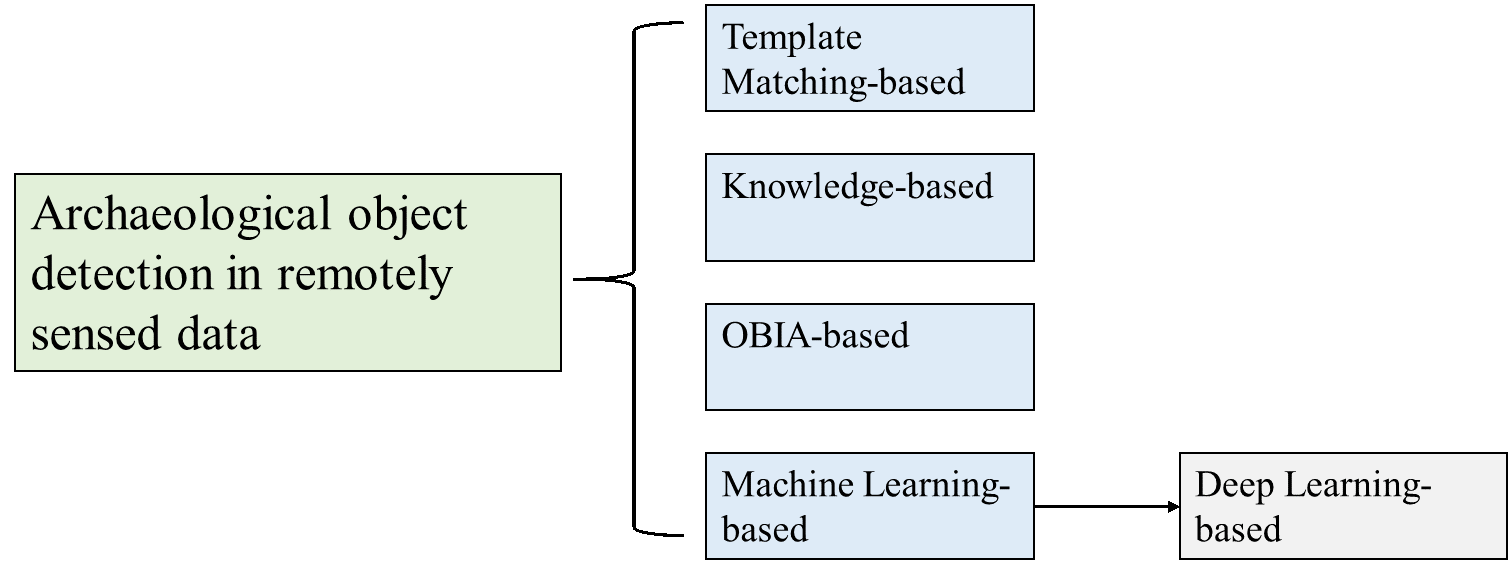 Archaeological object
detection in remotely
sensed data
Template
Matching-based
Knowledge-based
OBIA-based
Machine Learning-
based
Deep Learning-
based